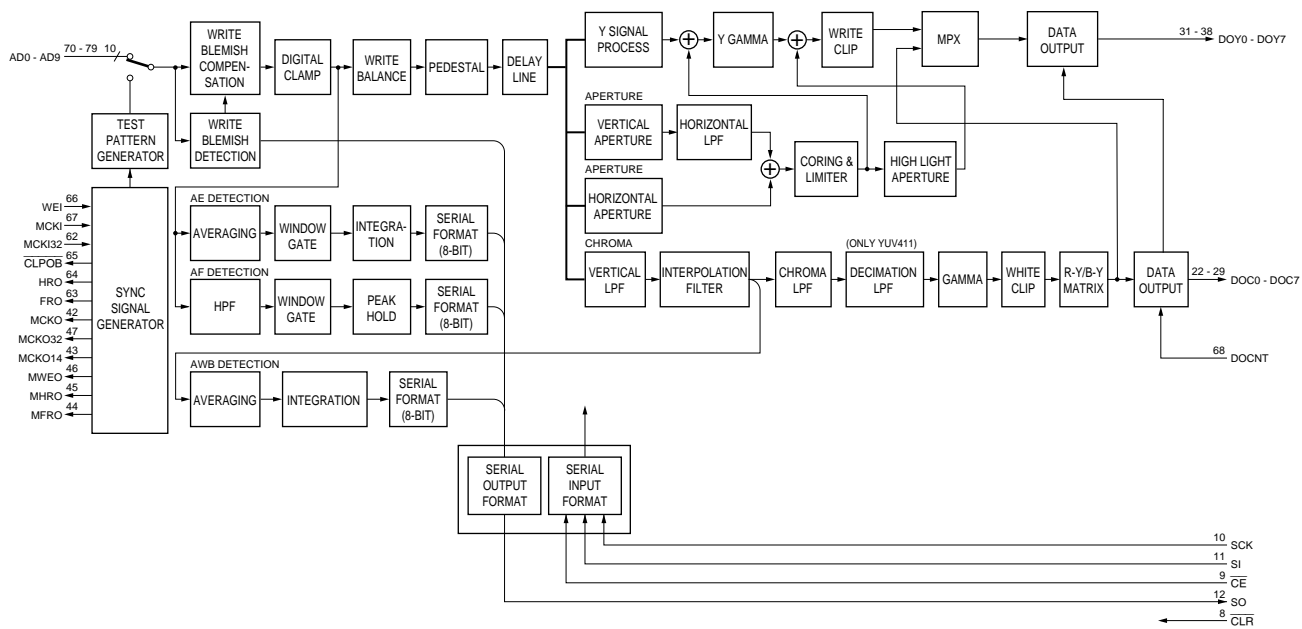 AD0 - AD9
70 - 79
10
WRITE
BLEMISH
COMPEN-
SATION
DIGITAL
CLAMP
WRITE
BALANCE
PEDESTAL
DELAY
LINE
Y SIGNAL
PROCESS
Y GAMMA
WRITE
CLIP
MPX
DATA
OUTPUT
31 - 38
DOY0 - DOY7
TEST
PATTERN
GENERATOR
WRITE
BLEMISH
DETECTION
APERTURE
VERTICAL
APERTURE
HORIZONTAL
LPF
APERTURE
HORIZONTAL
APERTURE
CORING &
LIMITER
HIGH LIGHT
APERTURE
SYNC
SIGNAL
GENERATOR
WEI
66
MCKI
67
MCKI32
62
CLPOB
65
HRO
64
FRO
63
MCKO
42
MCKO32
47
MCKO14
43
MWEO
46
MHRO
45
MFRO
44
AE DETECTION
AVERAGING
WINDOW
GATE
INTEGRA-
TION
SERIAL
FORMAT
(8-BIT)
AF DETECTION
HPF
WINDOW
GATE
PEAK
HOLD
SERIAL
FORMAT
(8-BIT)
AWB DETECTION
AVERAGING
INTEGRATION
SERIAL
FORMAT
(8-BIT)
CHROMA
VERTICAL
LPF
INTERPOLATION
FILTER
CHROMA
LPF
(ONLY YUV411)
DECIMATION
LPF
GAMMA
WHITE
CLIP
R-Y/B-Y
MATRIX
DATA
OUTPUT
22 - 29
DOC0 - DOC7
68
DOCNT
SERIAL
OUTPUT
FORMAT
SERIAL
INPUT
FORMAT
10
SCK
11
SI
9
CE
12
SO
8
CLR